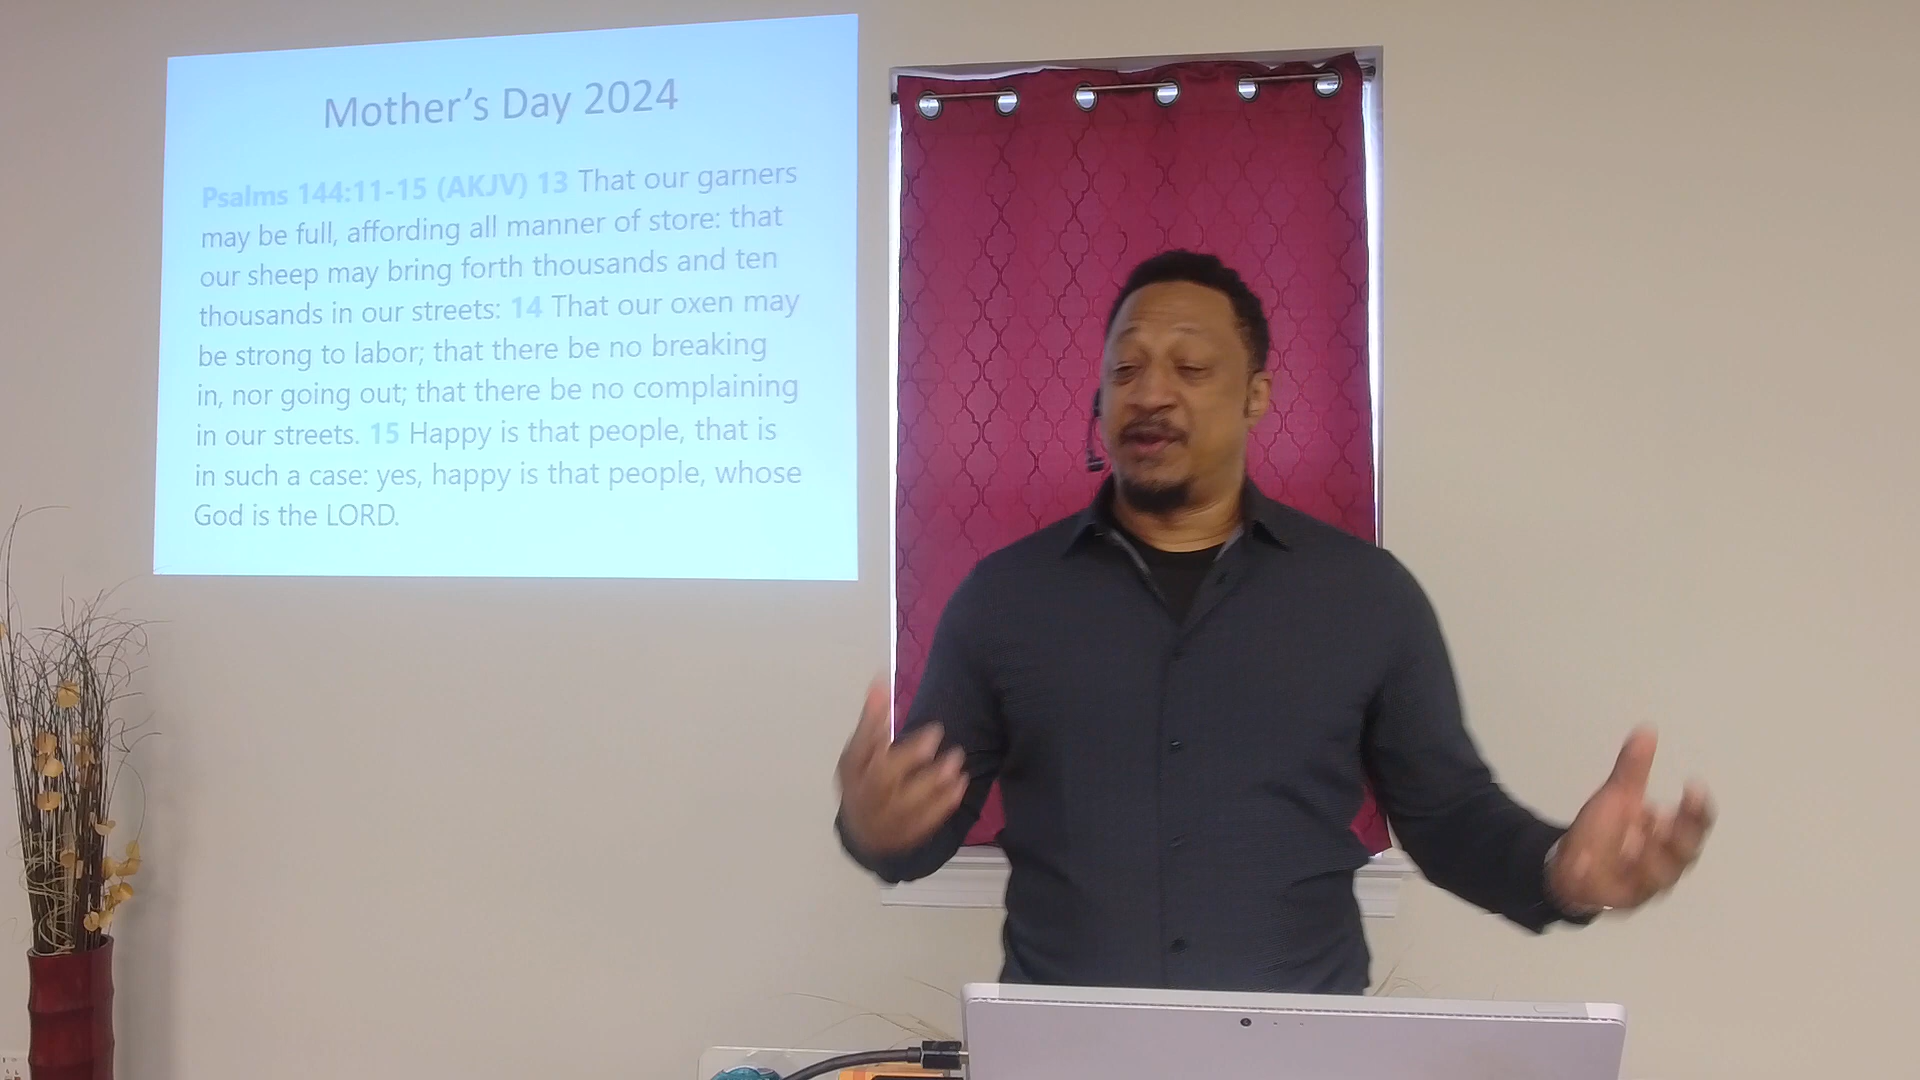 Mother's Day 2024
Psalms 144:11-15 (AKJV) 13 That our garners
may be full, affording all manner of store: that
our sheep may bring forth thousands and ten
thousands in our streets: 14 That our oxen may
be strong to labor; that there be no breaking
in, nor going out; that there be no complaining
in our streets. 15 Happy is that people, that is
in such a case: yes, happy is that people, whose
God is the LORD.